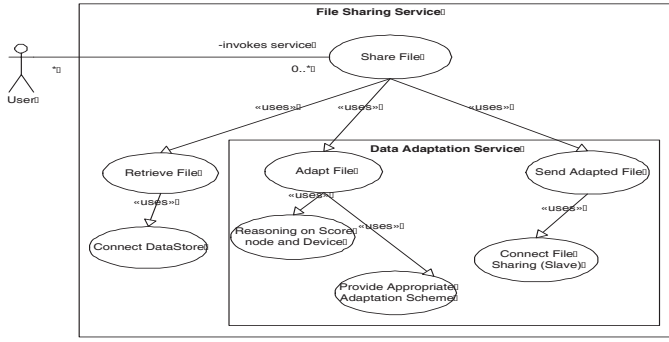 File Sharing Service
-invokes service
Share File
*
0..*
User
«uses»
«uses»
«uses»
Data Adaptation Service
Retrieve File
Adapt File
Send Adapted File
«uses»
«uses»
«uses»
«uses»
Connect DataStore
Reasoning on Score
node and Device
Connect File
Sharing (Slave)
Provide Appropriate
Adaptation Scheme